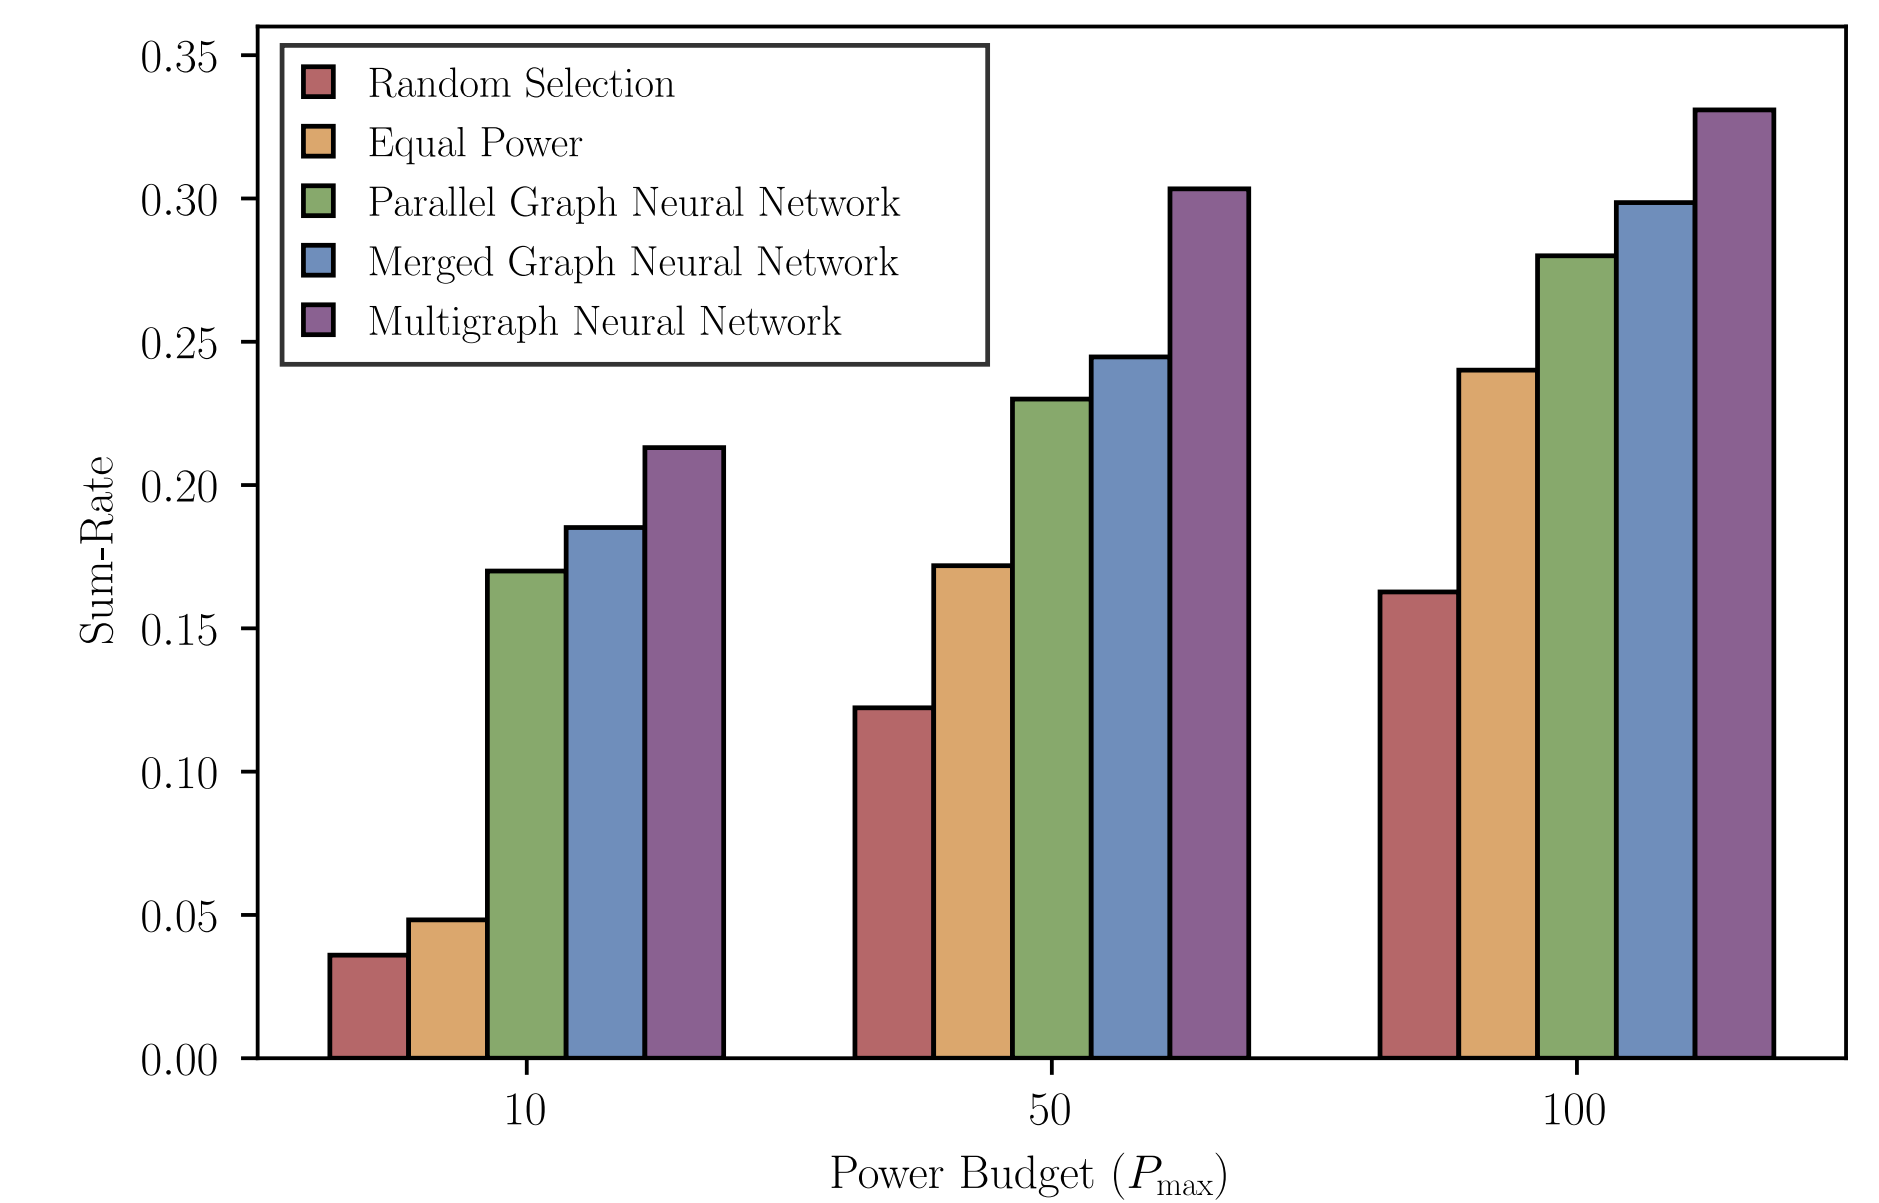 0.35
0.30
0.25
0.20
0.15
0.10
0.05
0.00
Sum-Rate
Random Selection
Equal Power
Parallel Graph Neural Network
Merged Graph Neural Network
Multigraph Neural Network
10
50
100
Power Budget (P_max)